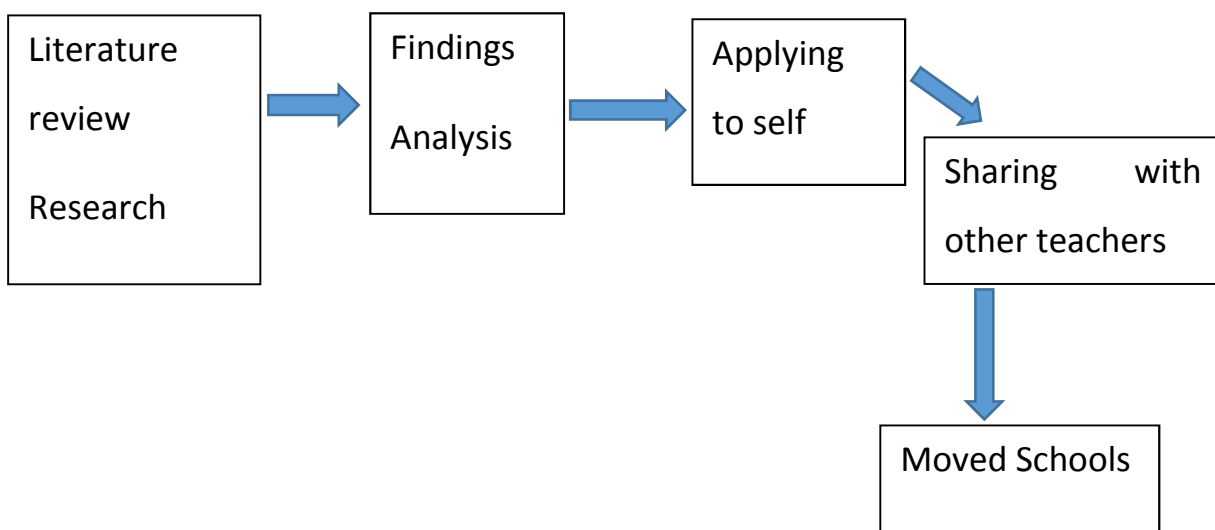 Literature
review
Research
Findings
Analysis
Applying
to self
Sharing with
other teachers
Moved Schools